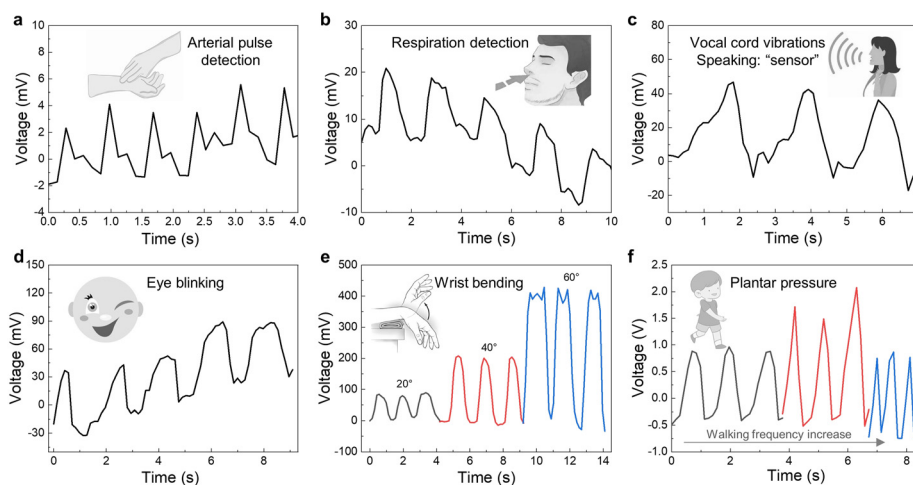 a
Arterial pulse
detection
10
8
6
4
2
0
-2
-4
0.0 0.5 1.0 1.5 2.0 2.5 3.0 3.5 4.0
Voltage (mV)
Time (s)
b
Respiration detection
30
20
10
0
-10
0 2 4 6 8 10
Voltage (mV)
Time (s)
c
Vocal cord vibrations
Speaking: “sensor”
80
60
40
20
0
-20
0 1 2 3 4 5 6
Voltage (mV)
Time (s)
d
Eye blinking
150
120
90
60
30
0
-30
0 2 4 6 8
Voltage (mV)
Time (s)
e
Wrist bending
20°
40°
60°
500
400
300
200
100
0
-100
0 2 4 6 8 10 12 14
Voltage (mV)
Time (s)
f
Plantar pressure
2.5
2.0
1.5
1.0
0.5
0.0
-0.5
-1.0
Walking frequency increase
0 2 4 6 8
Voltage (V)
Time (s)